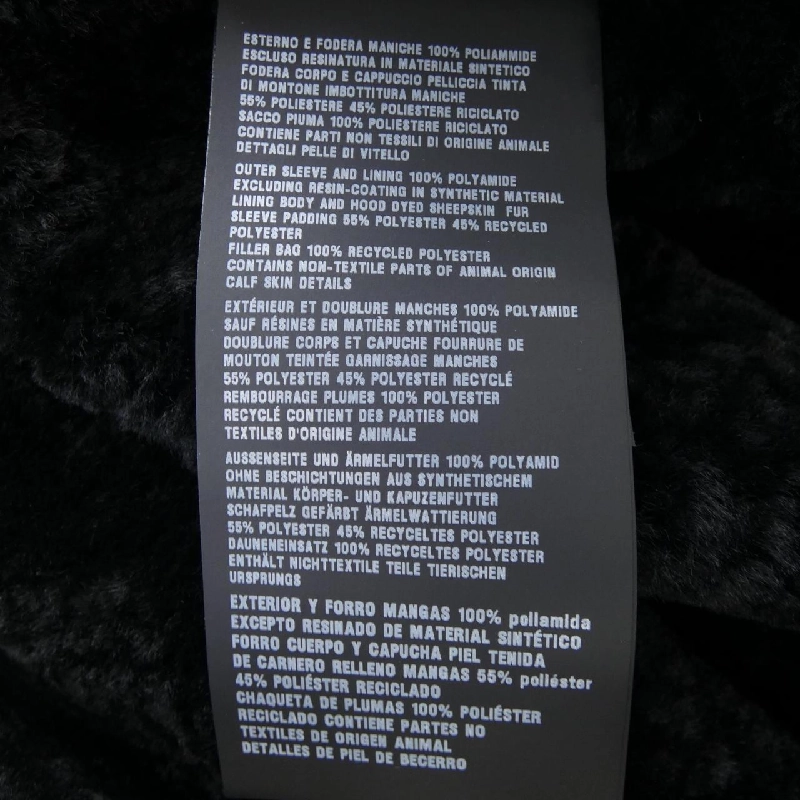 ESTERNO E FODERA MANICHE 100% POLIAMMIDE
ESCLUSO RESINATURA IN MATERIALE SINTETICO
FODERA CORPO E CAPPUCCIO PELLICCIA TINTA
DI MONTONE IMBOTTITURA MANICHE
55% POLIESTERE 45% POLIESTERE RICICLATO
SACCO PIUMA 100% POLIESTERE RICICLATO
CONTIENE PARTI NON TESSILI DI ORIGINE ANIMALE
DETTAGLI PELLE DI VITELLO
OUTER SLEEVE AND LINING 100% POLYAMIDE
EXCLUDING RESIN-COATING IN SYNTHETIC MATERIAL
LINING BODY AND HOOD DYED SHEEPSKIN FUR
SLEEVE PADDING 55% POLYESTER 45% RECYCLED
POLYESTER
FILLER BAG 100% RECYCLED POLYESTER
CONTAINS NON-TEXTILE PARTS OF ANIMAL ORIGIN
CALF SKIN DETAILS
EXTÉRIEUR ET DOUBLURE MANCHES 100% POLYAMIDE
SAUF RÉSINES EN MATIÈRE SYNTHÉTIQUE
DOUBLURE CORPS ET CAPUCHE FOURRURE DE
MOUTON TEINTÉE GARNISSAGE MANCHES
55% POLYESTER 45% POLYESTER RECYCLÉ
REMBOURRAGE PLUMES 100% POLYESTER
RECYCLÉ CONTIENT DES PARTIES NON
TEXTILES D'ORIGINE ANIMALE
AUSSENSEITE UND ÄRMELFUTTER 100% POLYAMID
OHNE BESCHICHTUNGEN AUS SYNTHETISCHEM
MATERIAL KÖRPER- UND KAPUZENFUTTER
SCHAFPELZ GEFÄRBT ÄRMELWATTIERUNG
55% POLYESTER 45% RECYCELTES POLYESTER
DAUNENEINSATZ 100% RECYCELTES POLYESTER
ENTHÄLT NICHTTEXTILE TEILE TIERISCHEN
URSPRUNGS
EXTERIOR Y FORRO MANGAS 100% poliamida
EXCEPTO RESINADO DE MATERIAL SINTÉTICO
FORRO CUERPO Y CAPUCHA PIEL TENIDA
DE CARNERO RELLENO MANGAS 55% poliéster
45% POLIÉSTER RECICLADO
CHAQUETA DE PLUMAS 100% POLIÉSTER
RECICLADO CONTIENE PARTES NO
TEXTILES DE ORIGEN ANIMAL
DETALLES DE PIEL DE BECERRO